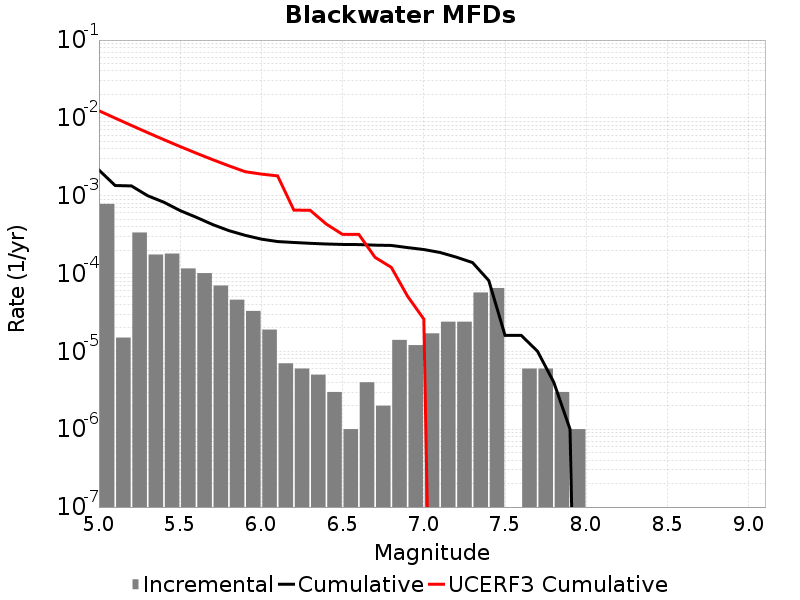 Blackwater MFDs
10^-1
10^-2
10^-3
10^-4
10^-5
10^-6
10^-7
Rate (1/yr)
5.0 5.5 6.0 6.5 7.0 7.5 8.0 8.5 9.0
Magnitude
Incremental Cumulative UCERF3 Cumulative